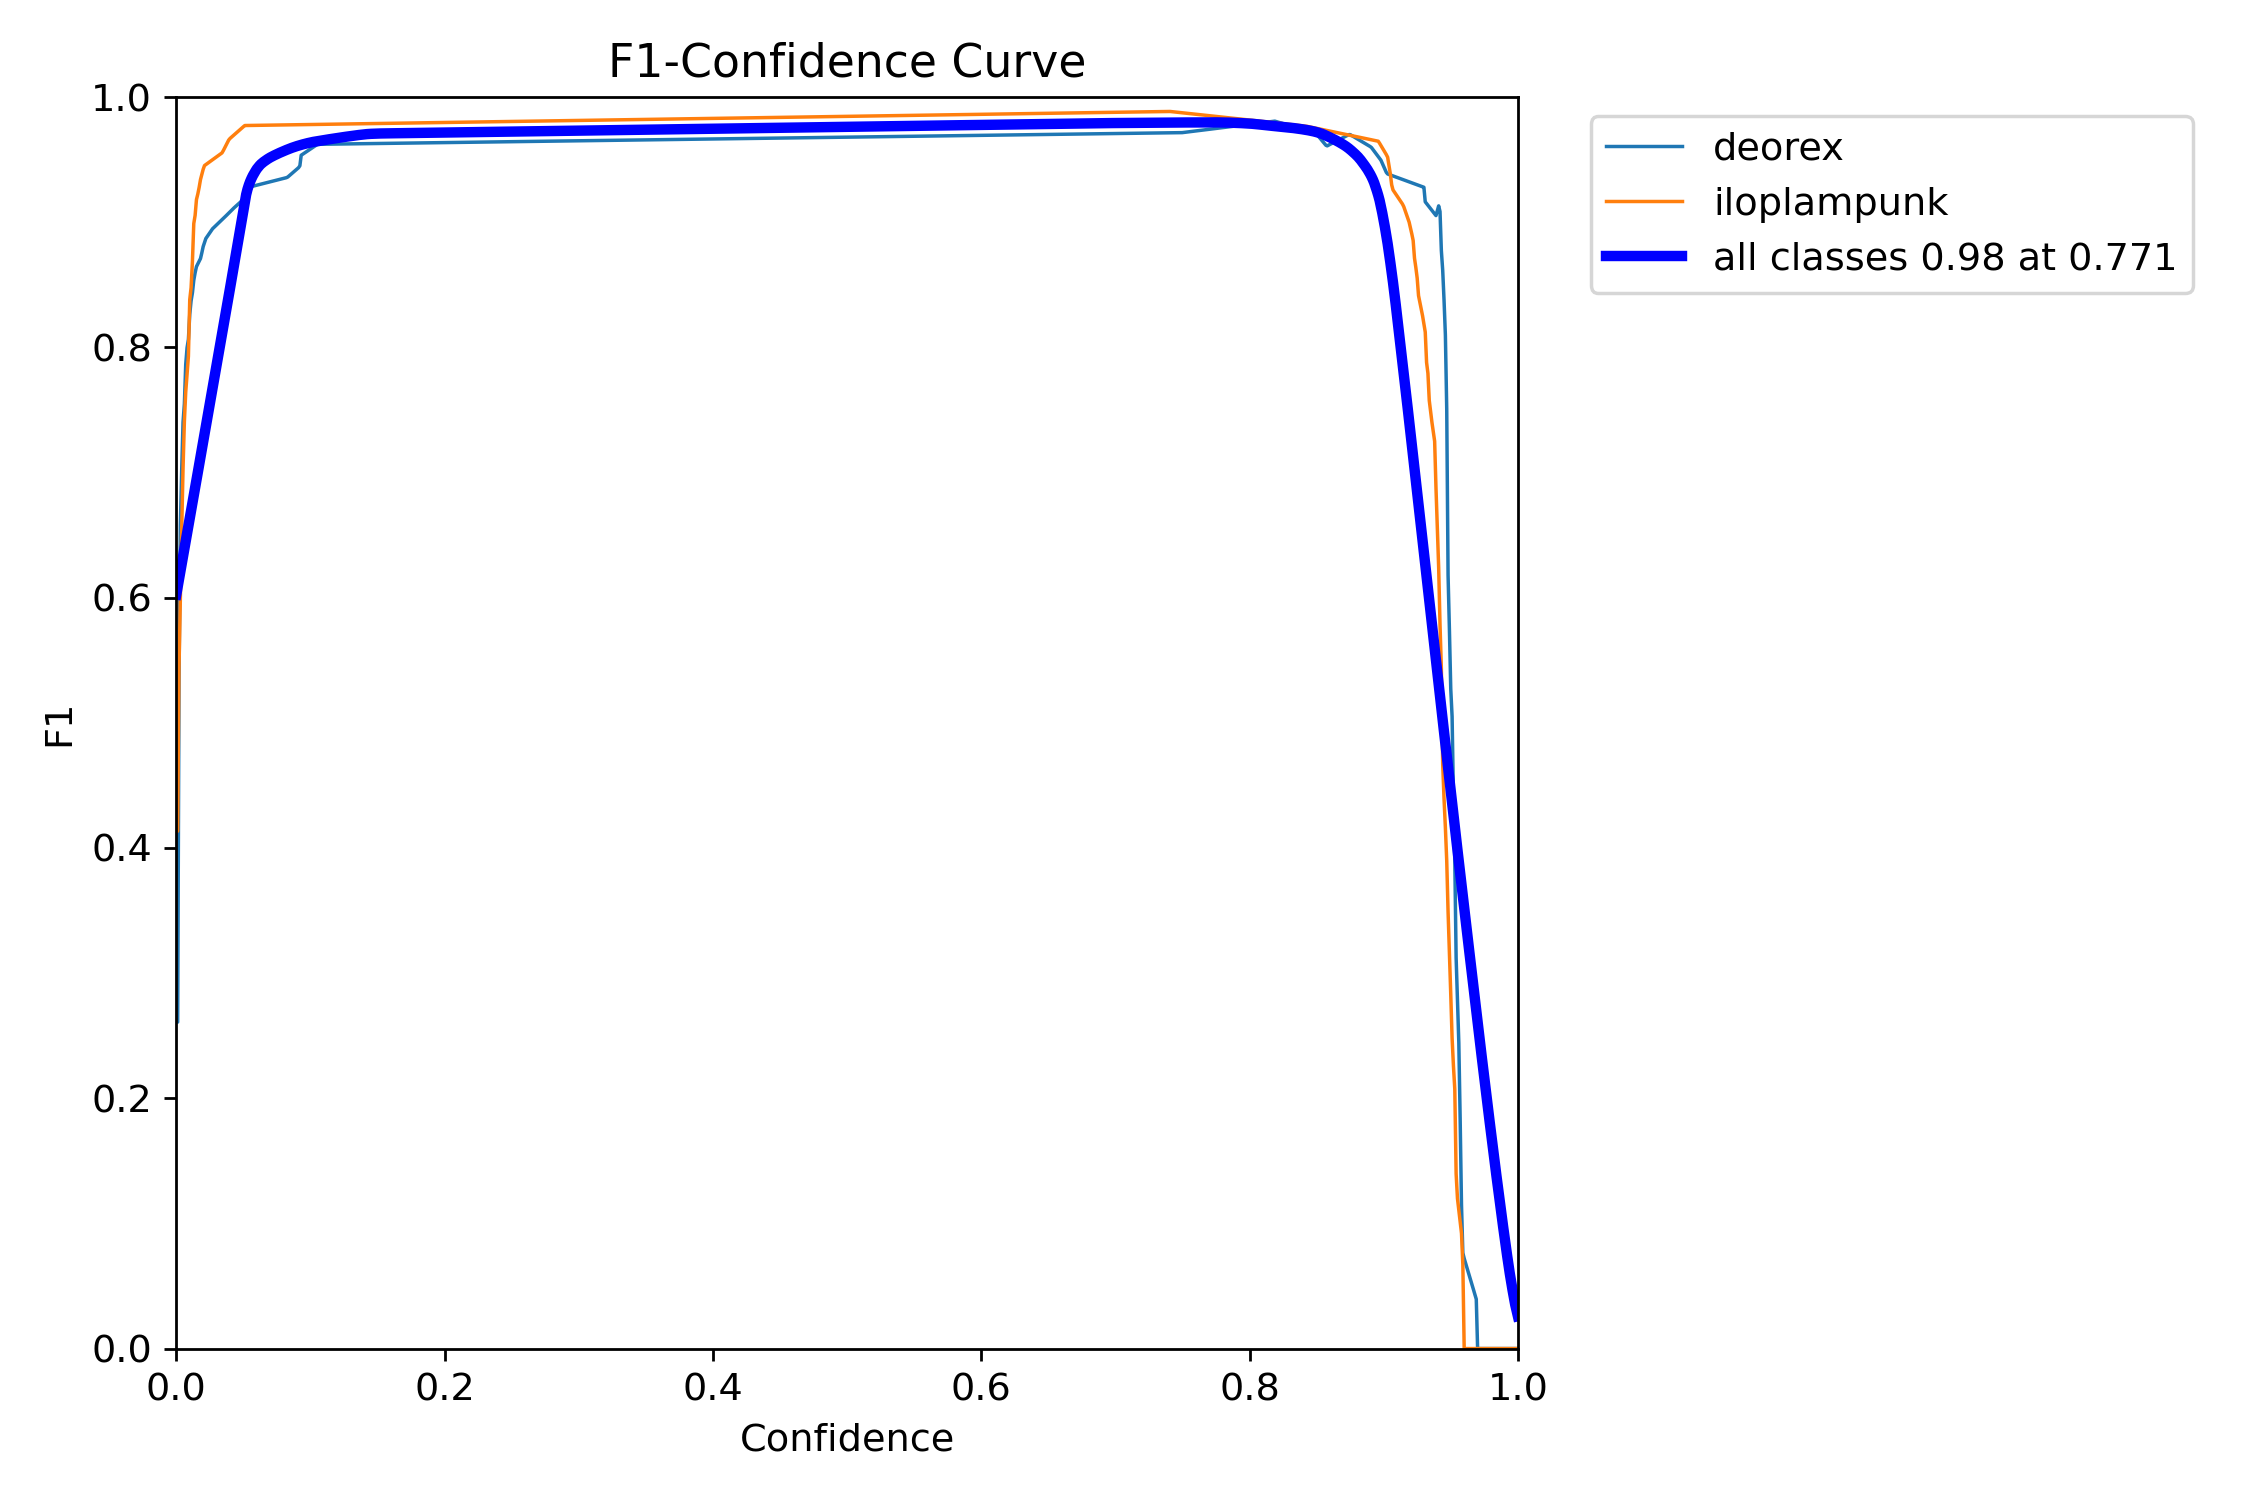 F1-Confidence Curve
deorex
iloplampunk
all classes 0.98 at 0.771
1.0
0.8
0.6
0.4
0.2
0.0
F1
0.0 0.2 0.4 0.6 0.8 1.0
Confidence